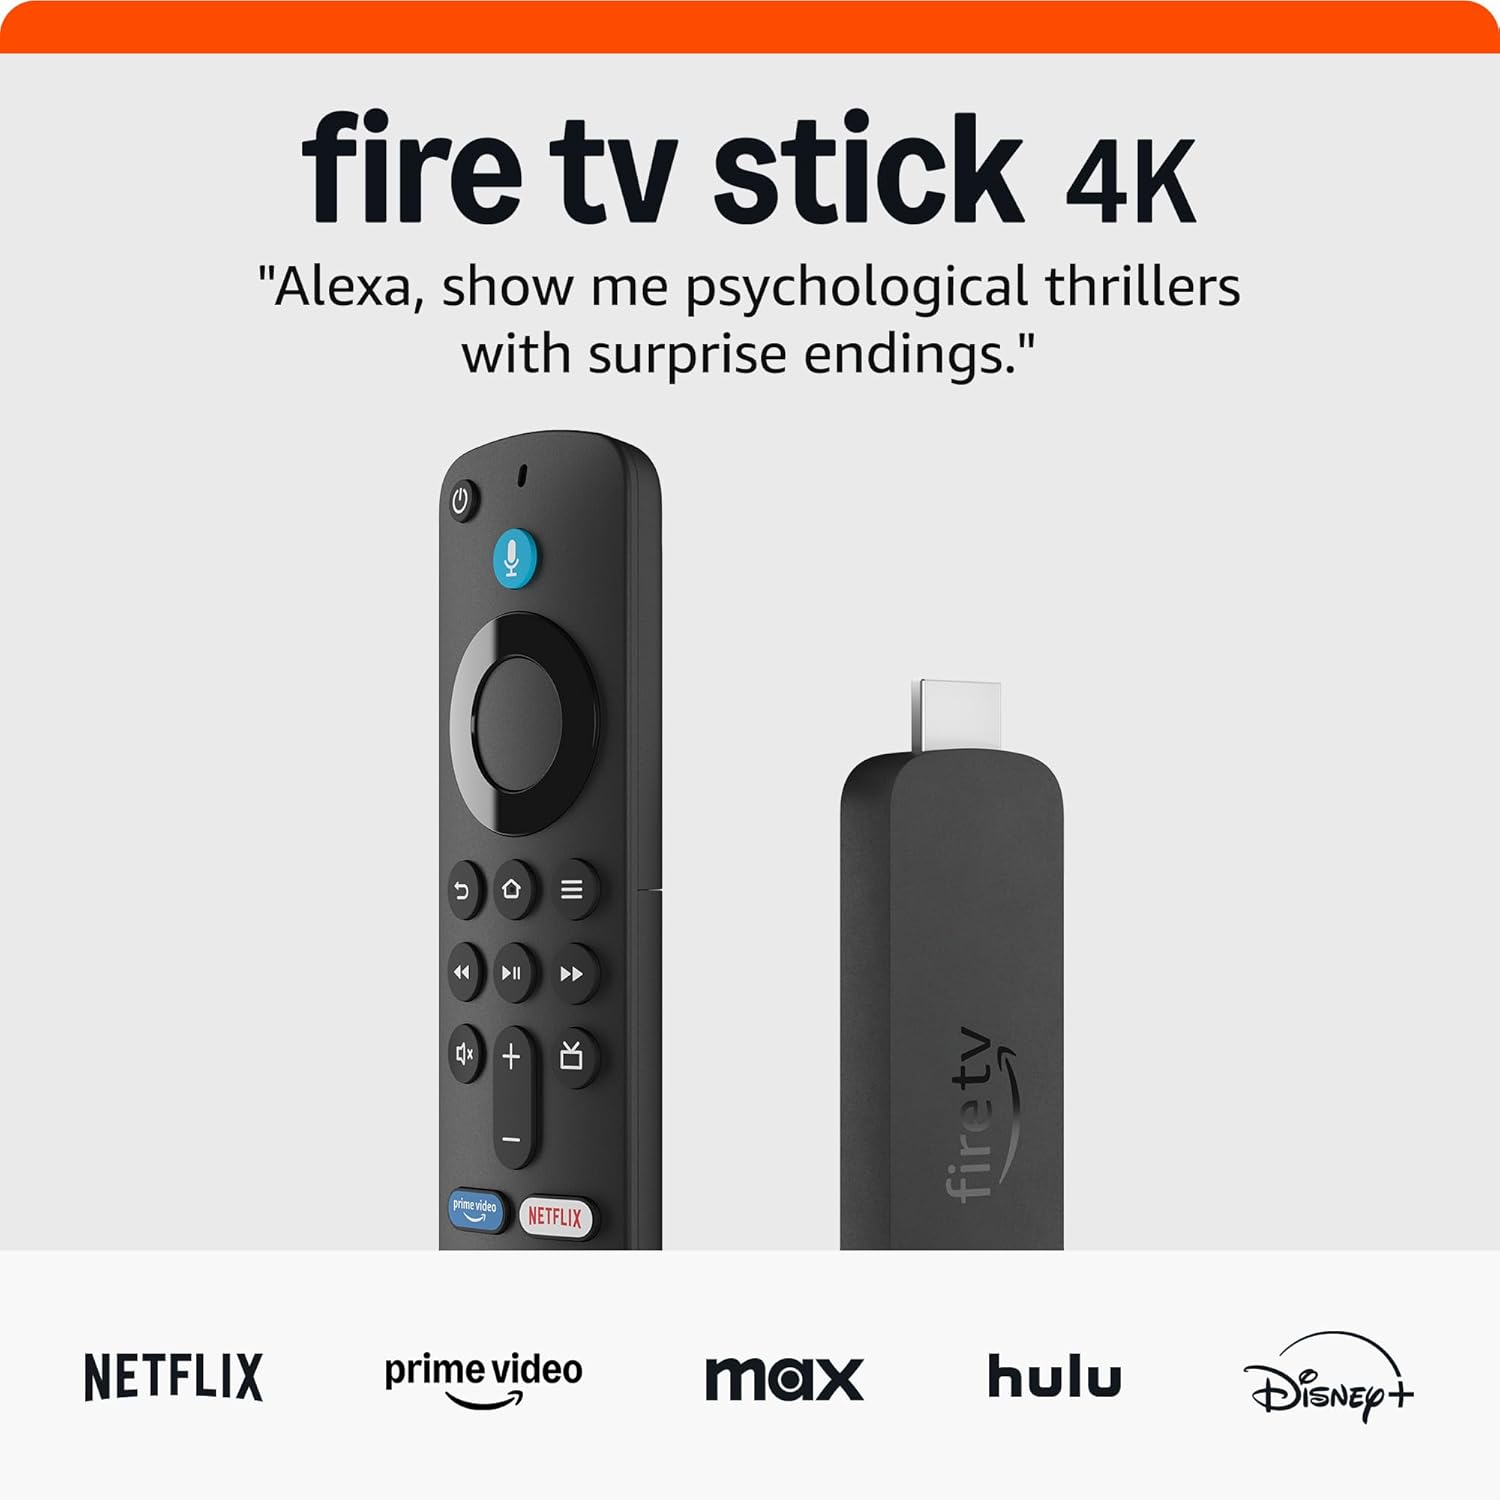 fire tv stick 4K
"Alexa, show me psychological thrillers
with surprise endings."
prime video
NETFLIX
fire tv
NETFLIX
prime video
max
hulu
Disney+